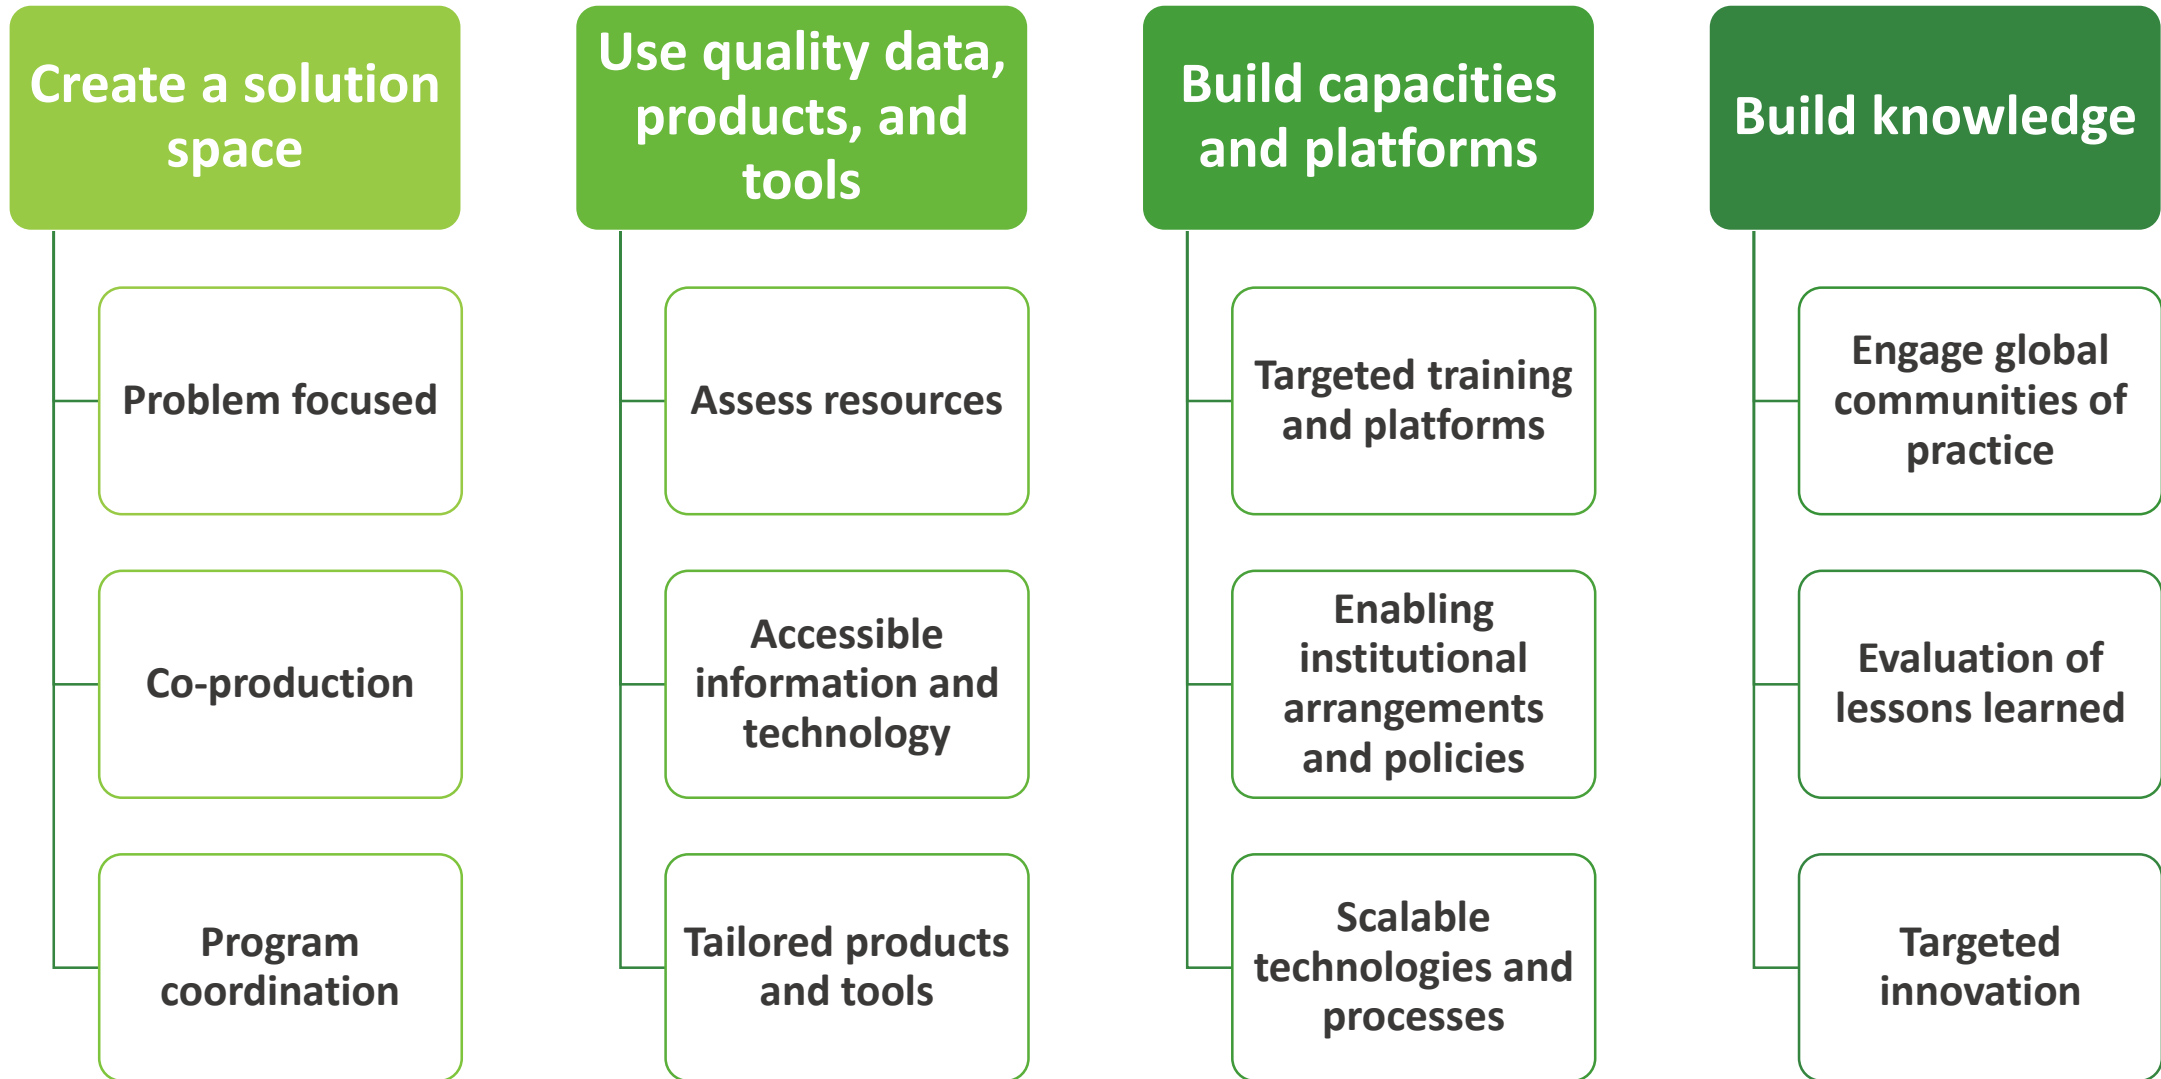 Create a solution
space
Problem focused
Co-production
Program
coordination
Use quality data,
products, and
tools
Assess resources
Accessible
information and
technology
Tailored products
and tools
Build capacities
and platforms
Targeted training
and platforms
Enabling
institutional
arrangements
and policies
Scalable
technologies and
processes
Build knowledge
Engage global
communities of
practice
Evaluation of
lessons learned
Targeted
innovation